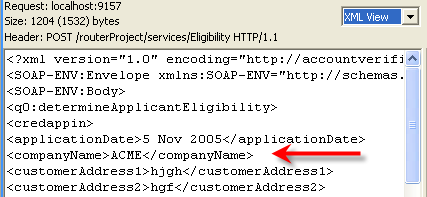 Request: localhost:9157
Size: 1204 (1532) bytes
XML View
Header: POST /routerProject/services/Eligibility HTTP/1.1
<?xml version="1.0" encoding="http://accountverifi
<SOAP-ENV:Envelope xmlns:SOAP-ENV="http://schemas.
<SOAP-ENV:Body>
<q0:determineApplicantEligibility>
<credappin>
<applicationDate>5 Nov 2005</applicationDate>
<companyName>ACME</companyName>
<customerAddress1>hjgh</customerAddress1>
<customerAddress2>hgf</customerAddress2>